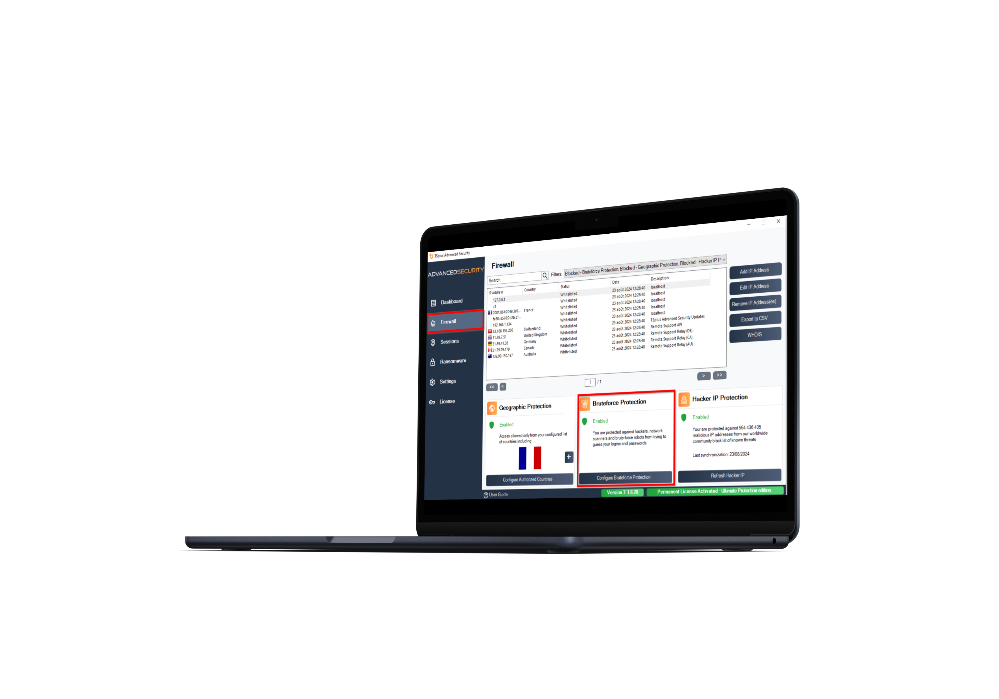 TSplus Advanced Security
ADVANCEDSECURITY
Dashboard
Firewall
Sessions
Ransomware
Settings
License
Firewall
Search
Filters: Blocked - Bruteforce Protection, Blocked - Geographic Protection, Blocked - Hacker IP P
IP Address Country Status Date Description
127.0.0.1 Whitelisted 23 août 2024 12:28:40 localhost
::1 Whitelisted 23 août 2024 12:28:40 localhost
2001:861:2049:3c0... France Whitelisted 23 août 2024 12:28:40 localhost
fe80::8576:2d2b:c1... Whitelisted 23 août 2024 12:28:40 localhost
192.168.1.134 Whitelisted 23 août 2024 12:28:40 localhost
83.166.153.206 Switzerland Whitelisted 23 août 2024 12:28:40 TSplus Advanced Security Updates
51.89.7.51 United Kingdom Whitelisted 23 août 2024 12:28:40 Remote Support API
51.89.41.38 Germany Whitelisted 23 août 2024 12:28:40 Remote Support Relay (DE)
51.79.79.179 Canada Whitelisted 23 août 2024 12:28:40 Remote Support Relay (CA)
139.99.130.197 Australia Whitelisted 23 août 2024 12:28:40 Remote Support Relay (AU)
Add IP Address
Edit IP Address
Remove IP Address(es)
Export to CSV
WHOIS
<< < 1 / 1 > >>
Geographic Protection
Enabled
Access allowed only from your configured list
of countries including:
+
Configure Authorized Countries
Bruteforce Protection
Enabled
You are protected against hackers, network
scanners and brute-force robots from trying to
guess your logins and passwords.
Configure Bruteforce Protection
Hacker IP Protection
Enabled
Your are protected against 564 436 405
malicious IP addresses from our worldwide
community blacklist of known threats
Last synchronization: 23/08/2024
Refresh Hacker IP
User Guide
Version 7.1.8.20
Permanent License Activated - Ultimate Protection edition.